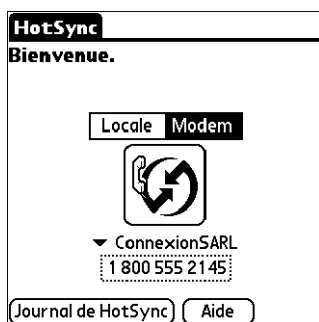 HotSync
Bienvenue.
Locale Modem
ConnexionSARL
1 800 555 2145
Journal de HotSync Aide